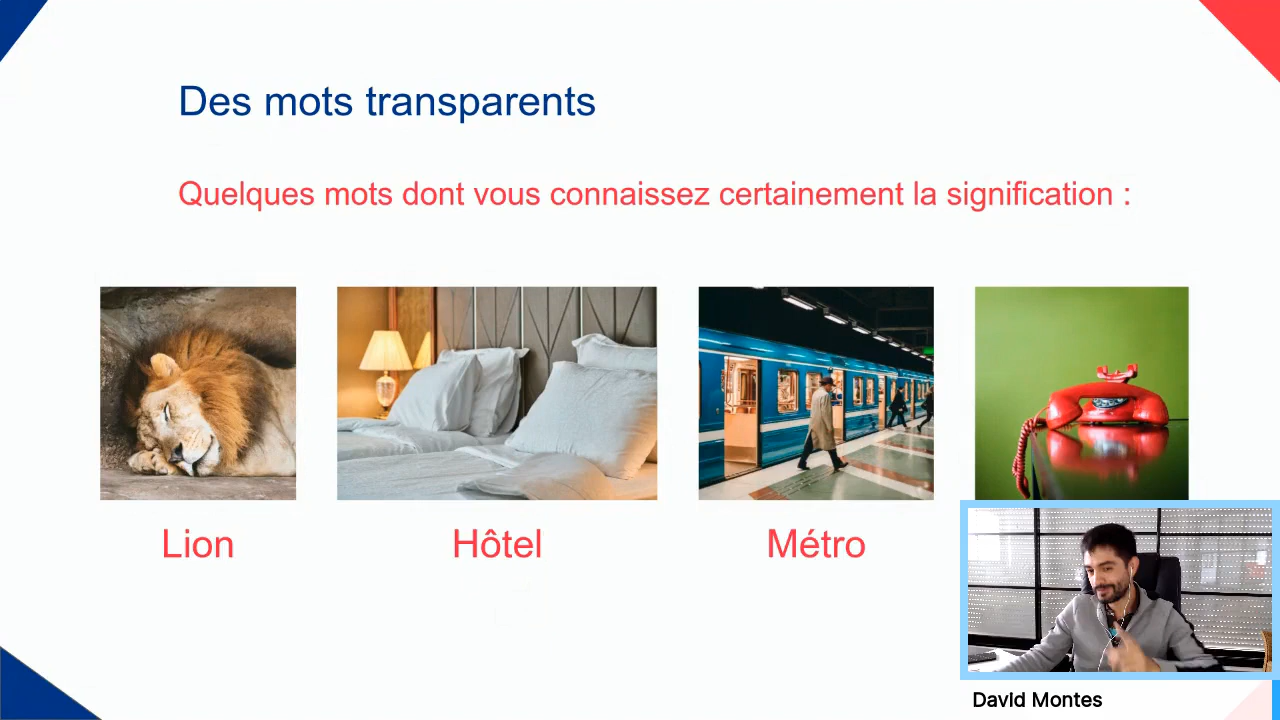 Des mots transparents
Quelques mots dont vous connaissez certainement la signification :
Lion
Hôtel
Métro
David Montes